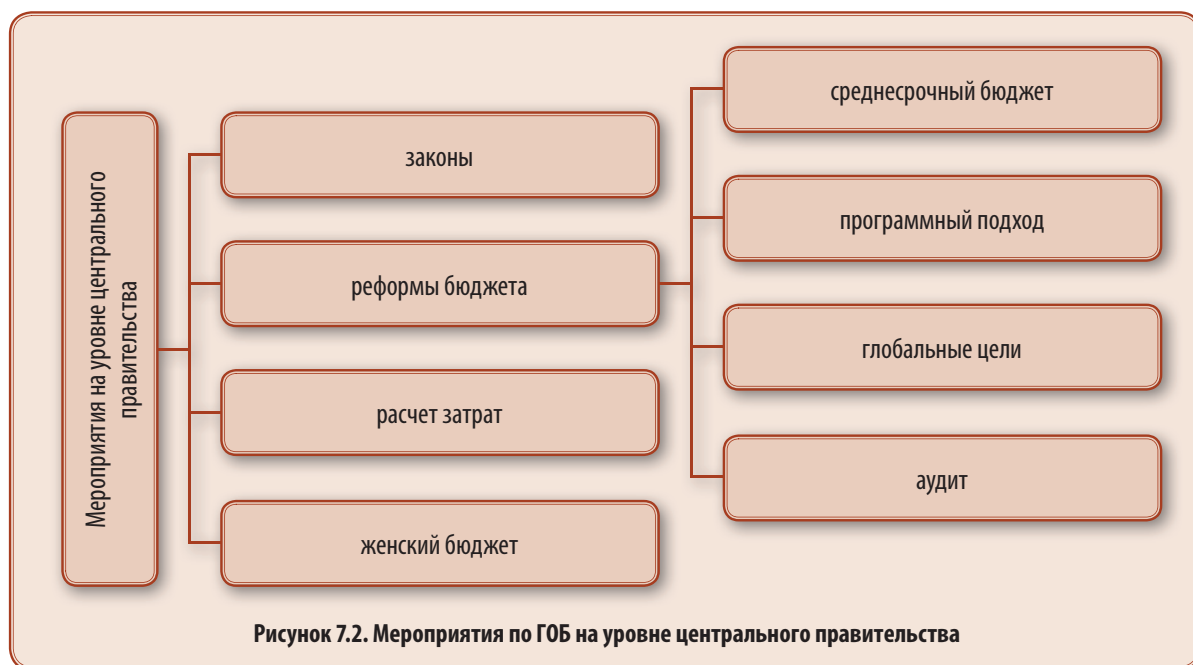 Мероприятия на уровне центрального
правительства
законы
реформы бюджета
расчет затрат
женский бюджет
среднесрочный бюджет
программный подход
глобальные цели
аудит
Рисунок 7.2. Мероприятия по ГОБ на уровне центрального правительства